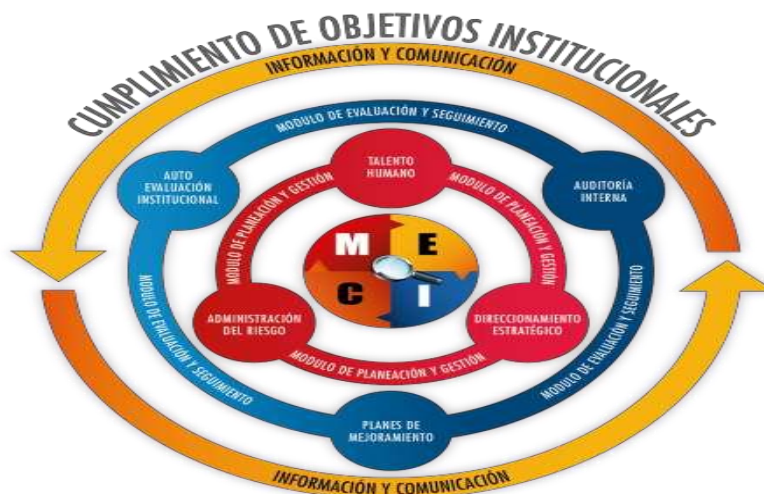 CUMPLIMIENTO DE OBJETIVOS INSTITUCIONALES
INFORMACIÓN Y COMUNICACIÓN
MODULO DE EVALUACIÓN Y SEGUIMIENTO
TALENTO
HUMANO
AUTO
EVALUACIÓN
INSTITUCIONAL
AUDITORÍA
INTERNA
MODULO DE PLANEACIÓN Y GESTIÓN
MODULO DE PLANEACIÓN Y GESTIÓN
M E
C I
ADMINISTRACIÓN
DEL RIESGO
DIRECCIONAMIENTO
ESTRATÉGICO
MODULO DE PLANEACIÓN Y GESTIÓN
MODULO DE EVALUACIÓN Y SEGUIMIENTO
MODULO DE EVALUACIÓN Y SEGUIMIENTO
PLANES DE
MEJORAMIENTO
INFORMACIÓN Y COMUNICACIÓN